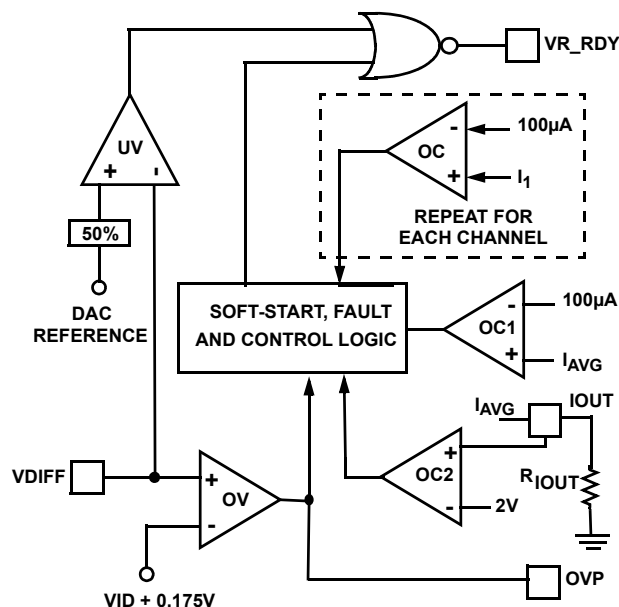 VR_RDY
UV
+ -
50%
DAC
REFERENCE
- 100µA
OC
+ I1
REPEAT FOR
EACH CHANNEL
SOFT-START, FAULT
AND CONTROL LOGIC
- 100µA
OC1
+ IAVG
IAVG IOUT
+
OC2
- 2V
RIOUT
VDIFF
+
OV
-
VID + 0.175V
OVP